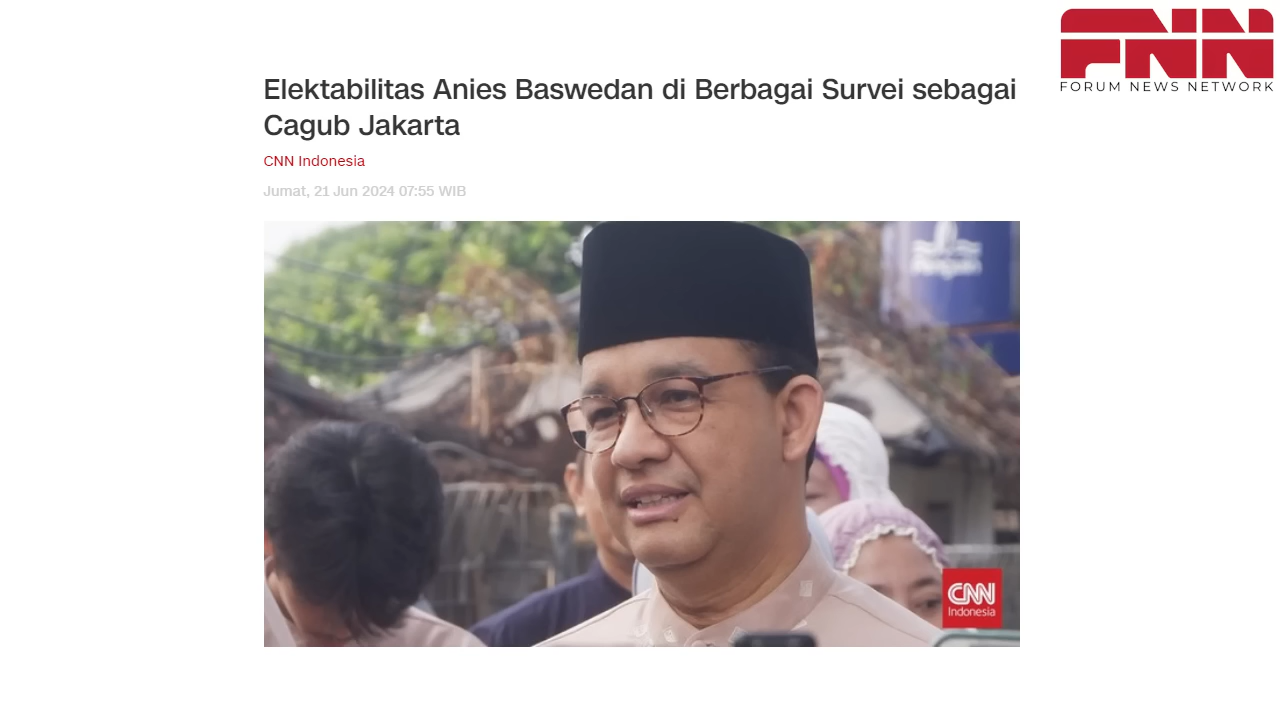 FNN
FORUM NEWS NETWORK
Elektabilitas Anies Baswedan di Berbagai Survei sebagai
Cagub Jakarta
CNN Indonesia
Jumat, 21 Jun 2024 07:55 WIB
CNN
Indonesia